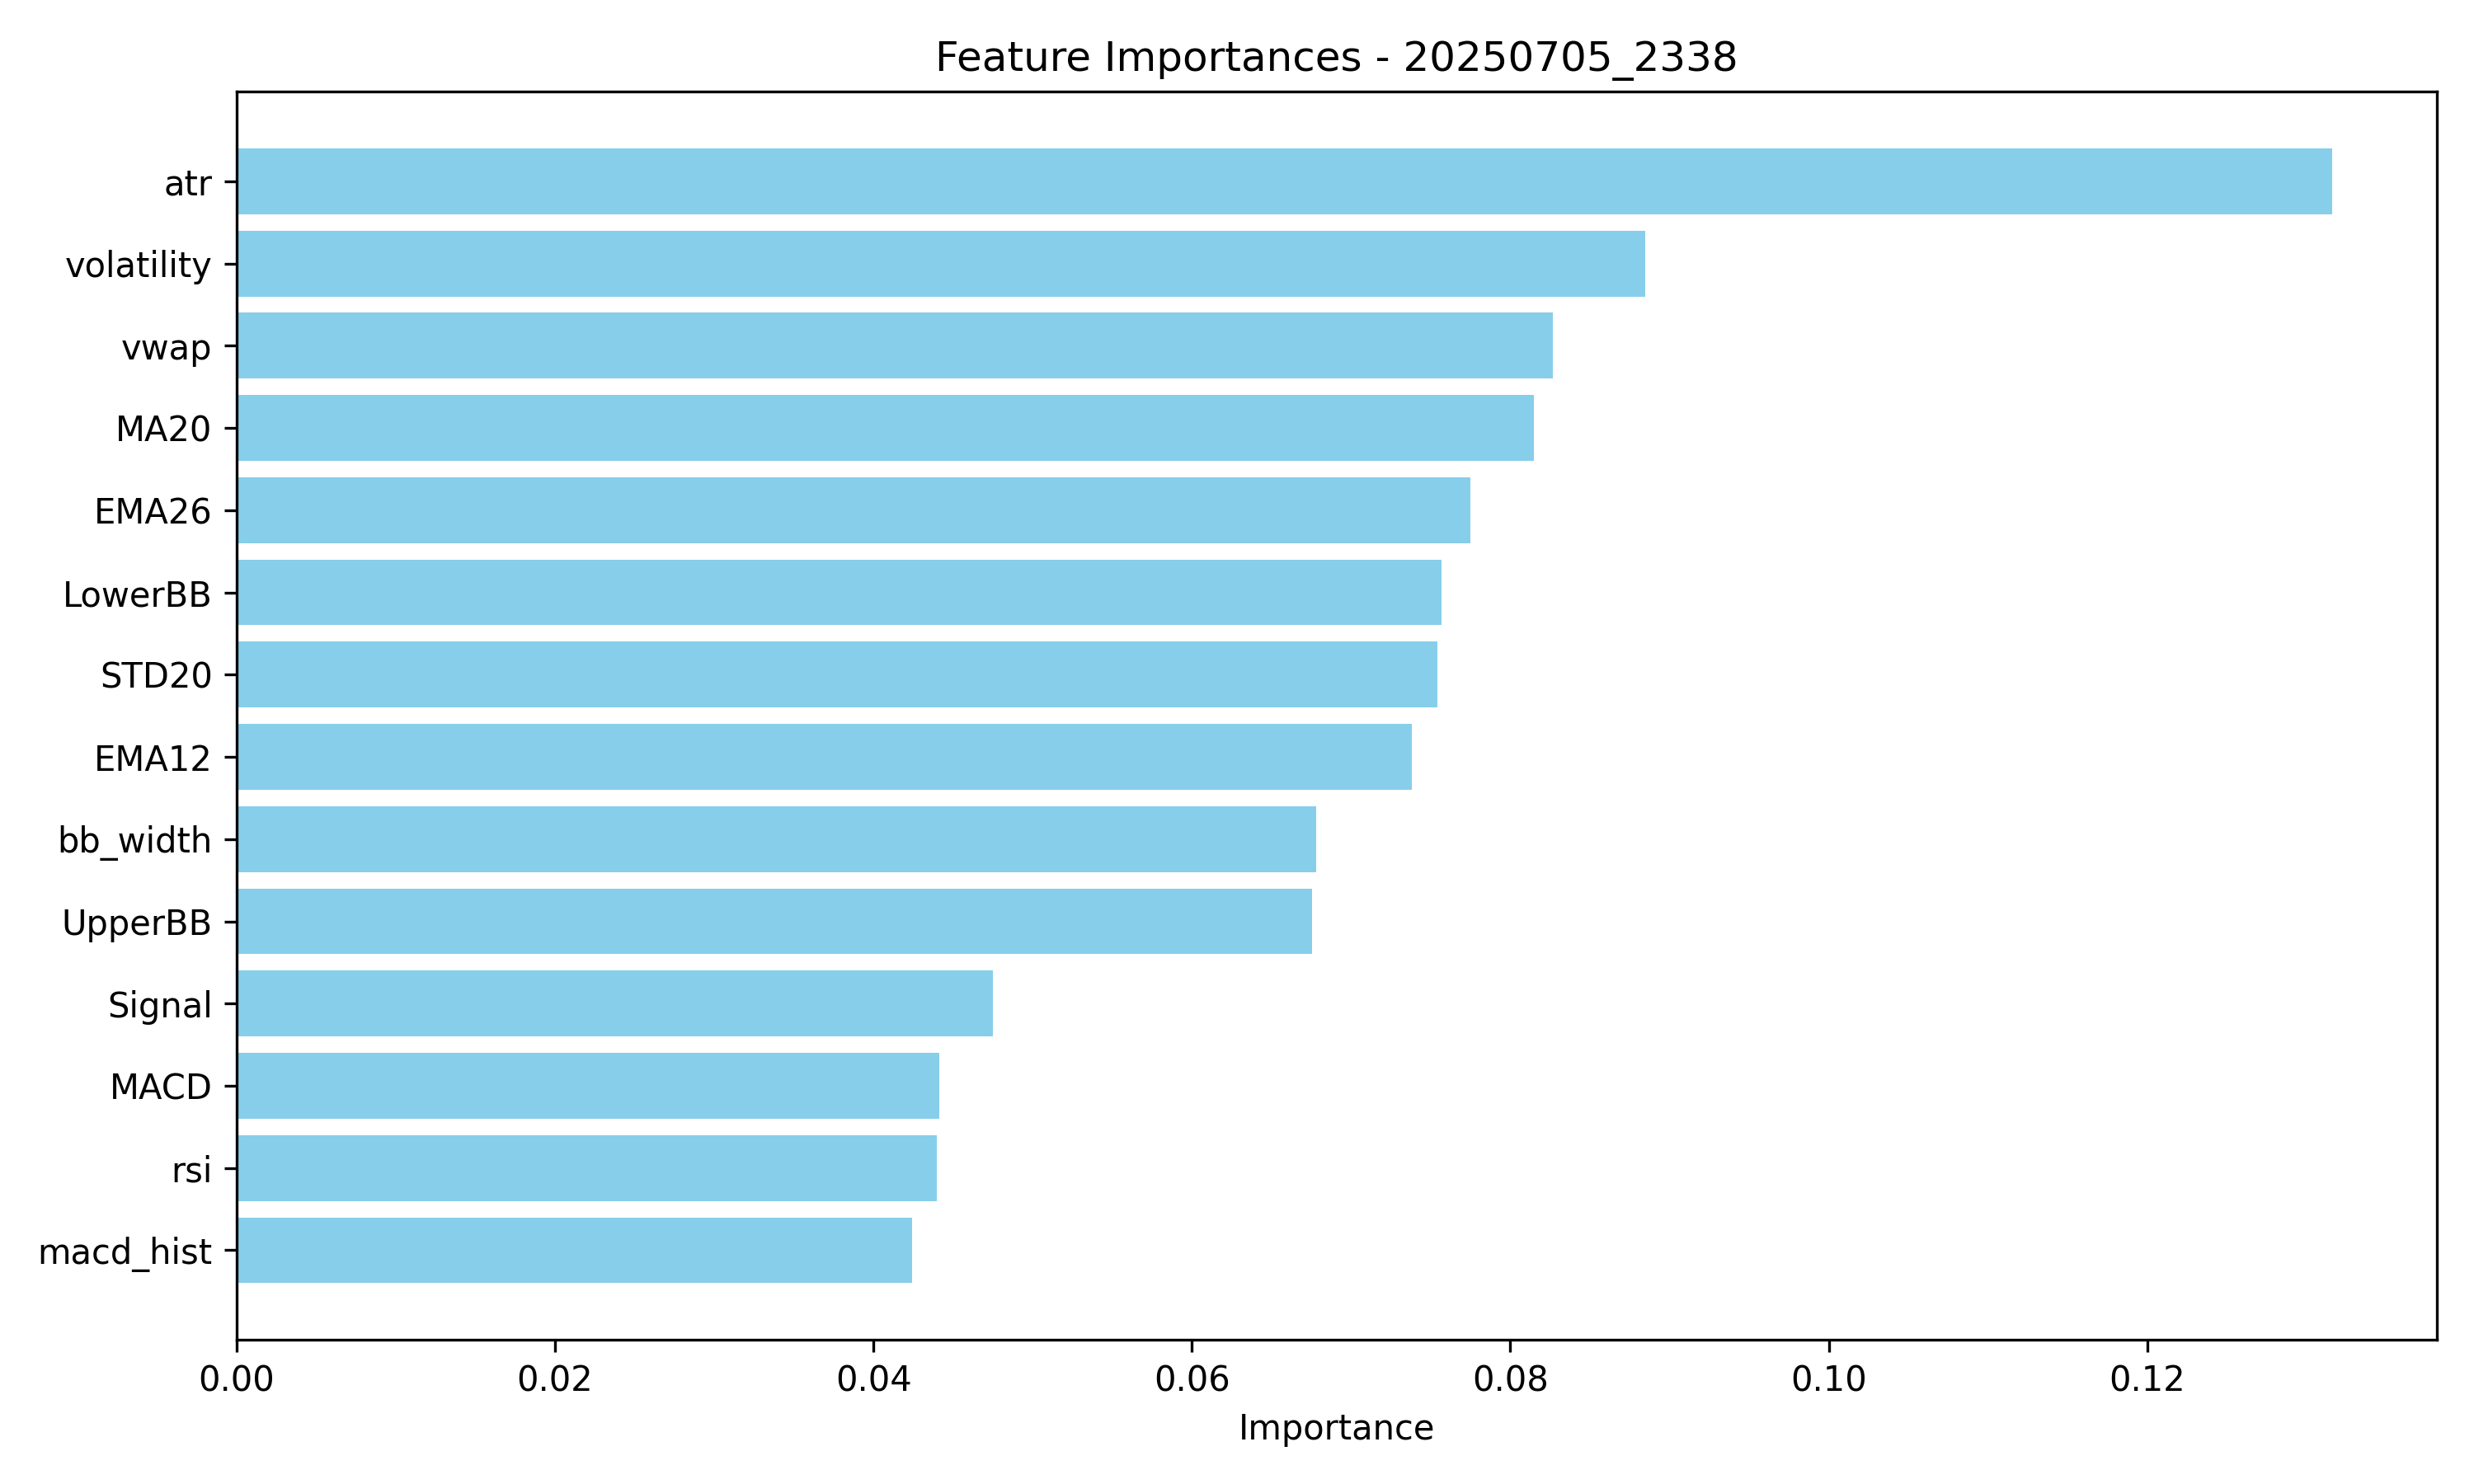 Feature Importances - 20250705_2338
atr
volatility
vwap
MA20
EMA26
LowerBB
STD20
EMA12
bb_width
UpperBB
Signal
MACD
rsi
macd_hist
0.00 0.02 0.04 0.06 0.08 0.10 0.12
Importance